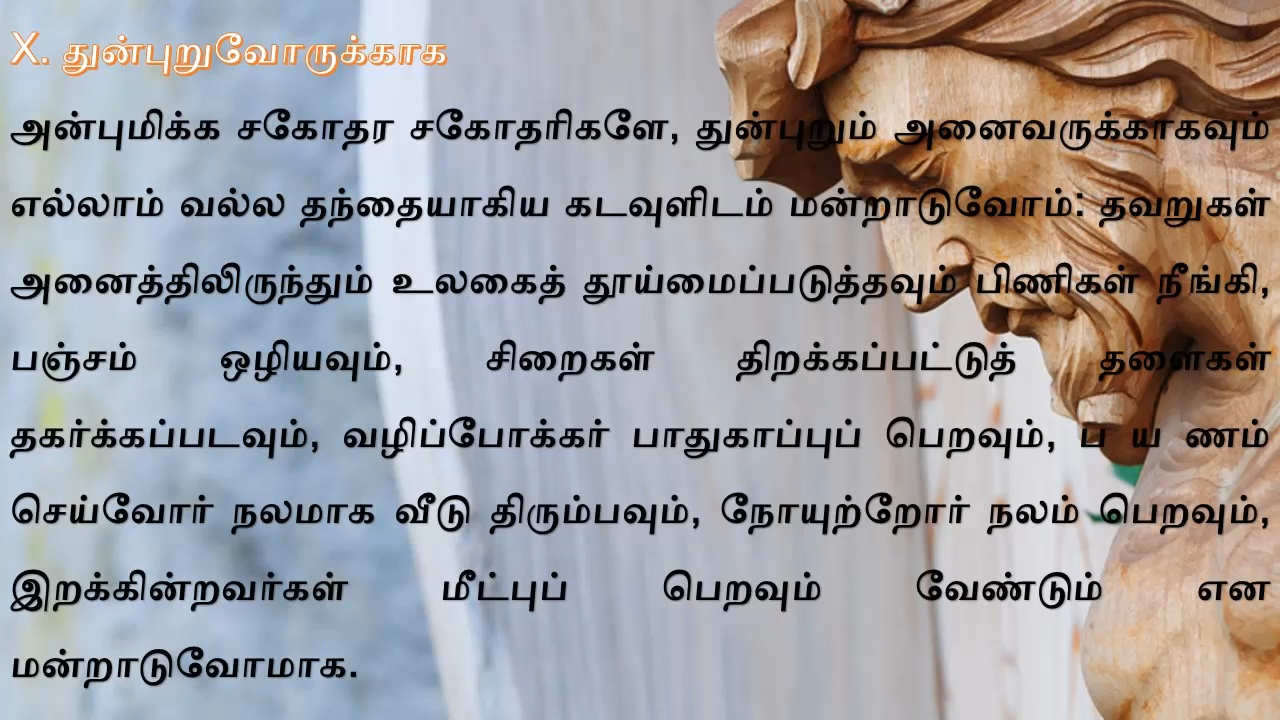 X. துன்புறுவோருக்காக
அன்புமிக்க சகோதர சகோதரிகளே, துன்புறும் அனைவருக்காகவும்
எல்லாம் வல்ல தந்தையாகிய கடவுளிடம் மன்றாடுவோம்: தவறுகள்
அனைத்திலிருந்தும் உலகைத் தூய்மைப்படுத்தவும் பிணிகள் நீங்கி,
பஞ்சம் ஒழியவும், சிறைகள் திறக்கப்பட்டுத் தளைகள்
தகர்க்கப்படவும், வழிப்போக்கர் பாதுகாப்புப் பெறவும், ப ய ணம்
செய்வோர் நலமாக வீடு திரும்பவும், நோயுற்றோர் நலம் பெறவும்,
இறக்கின்றவர்கள் மீட்புப் பெறவும் வேண்டும் என
மன்றாடுவோமாக.